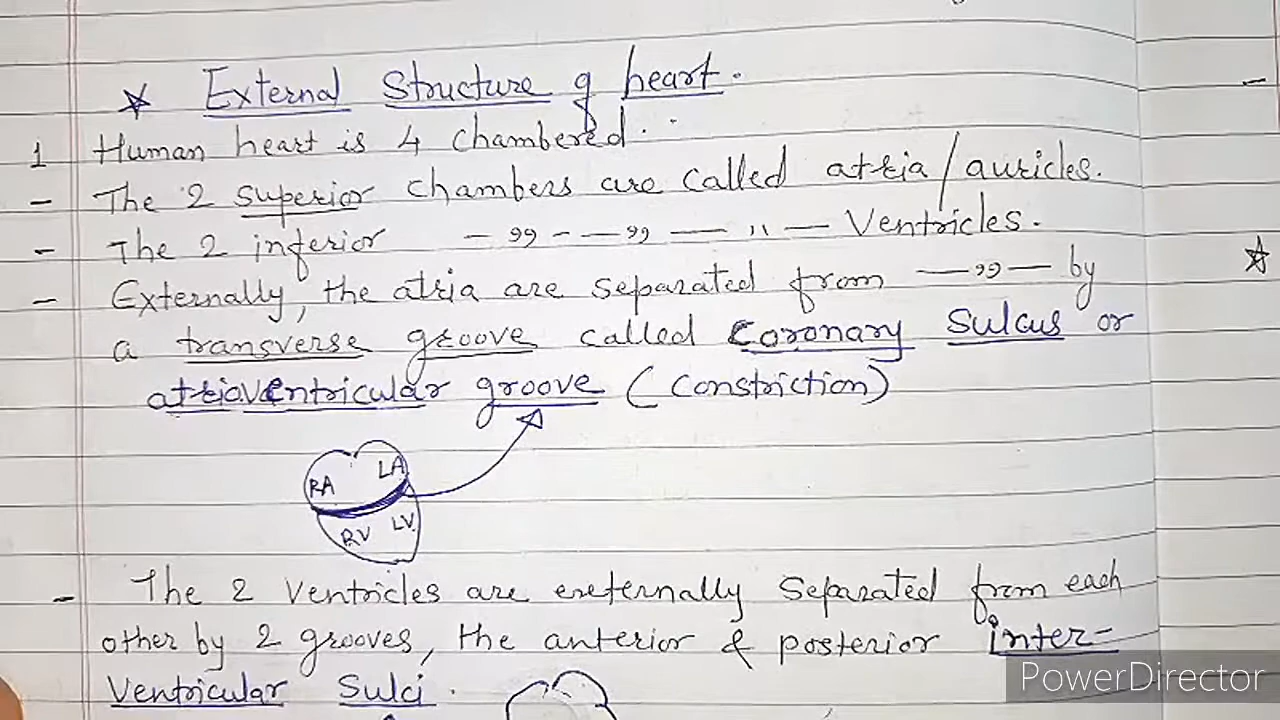 ☆ External Structure of heart.
1 Human heart is 4 Chambered.
- The 2 superior chambers are called atria/auricles.
- The 2 inferior - ,, - - ,, - ,, - Ventricles.
- Externally, the atria are separated from - ,, - by
a transverse groove called Coronary Sulcus or
atrioventricular groove (Constriction)
RA LA
RV LV
- The 2 Ventricles are externally Separated from each
other by 2 grooves, the anterior & posterior inter-
Ventricular Sulci.
PowerDirector